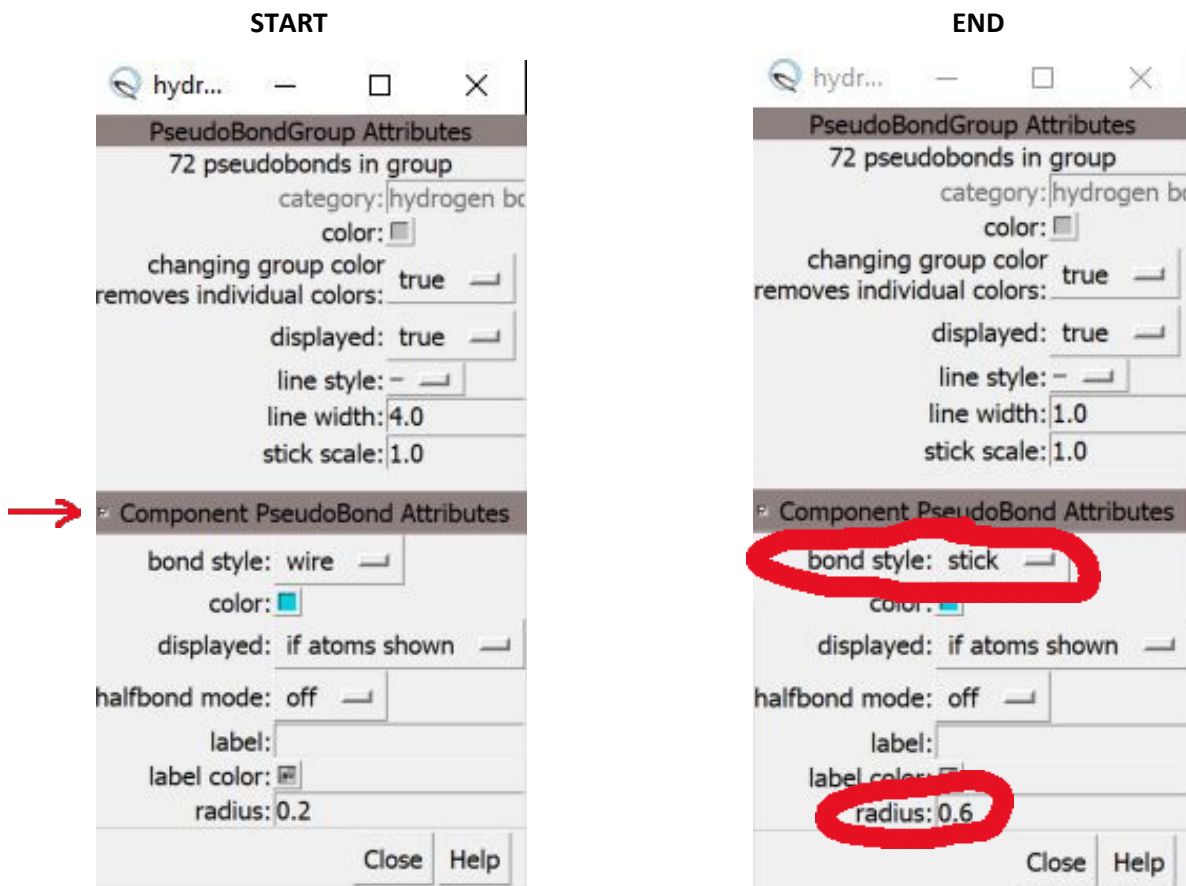 START
hydr...
PseudoBondGroup Attributes
72 pseudobonds in group
category: hydrogen bo
color:
changing group color
removes individual colors: true
displayed: true
line style: –
line width: 4.0
stick scale: 1.0
Component PseudoBond Attributes
bond style: wire
color:
displayed: if atoms shown
halfbond mode: off
label:
label color:
radius: 0.2
Close Help
END
hydr...
PseudoBondGroup Attributes
72 pseudobonds in group
category: hydrogen bo
color:
changing group color
removes individual colors: true
displayed: true
line style: –
line width: 1.0
stick scale: 1.0
Component PseudoBond Attributes
bond style: stick
color:
displayed: if atoms shown
halfbond mode: off
label:
label color:
radius: 0.6
Close Help